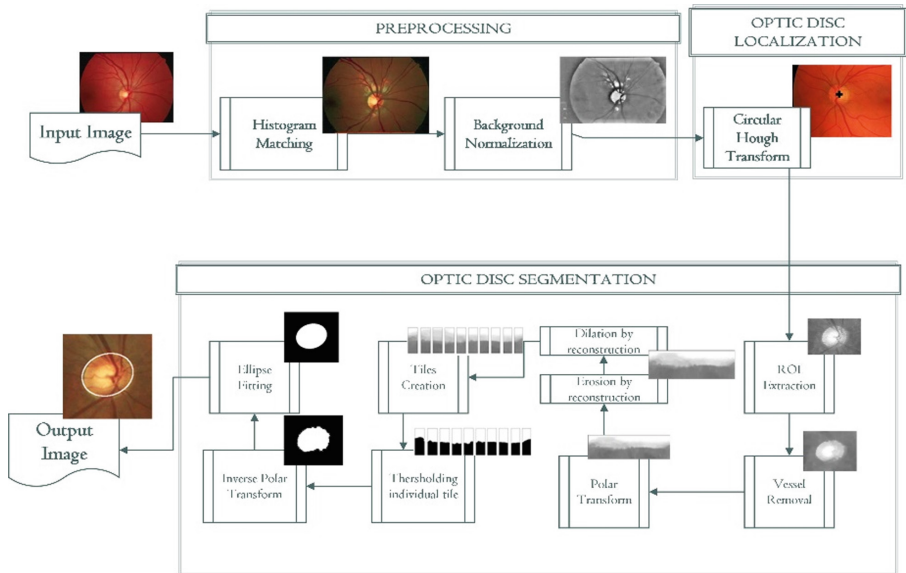 PREPROCESSING
OPTIC DISC
LOCALIZATION
Input Image
Histogram
Matching
Background
Normalization
Circular
Hough
Transform
OPTIC DISC SEGMENTATION
ROI
Extraction
Vessel
Removal
Polar
Transform
Erosion by
reconstruction
Dilation by
reconstruction
Tiles
Creation
Thersholding
individual tile
Inverse Polar
Transform
Ellipse
Fitting
Output
Image